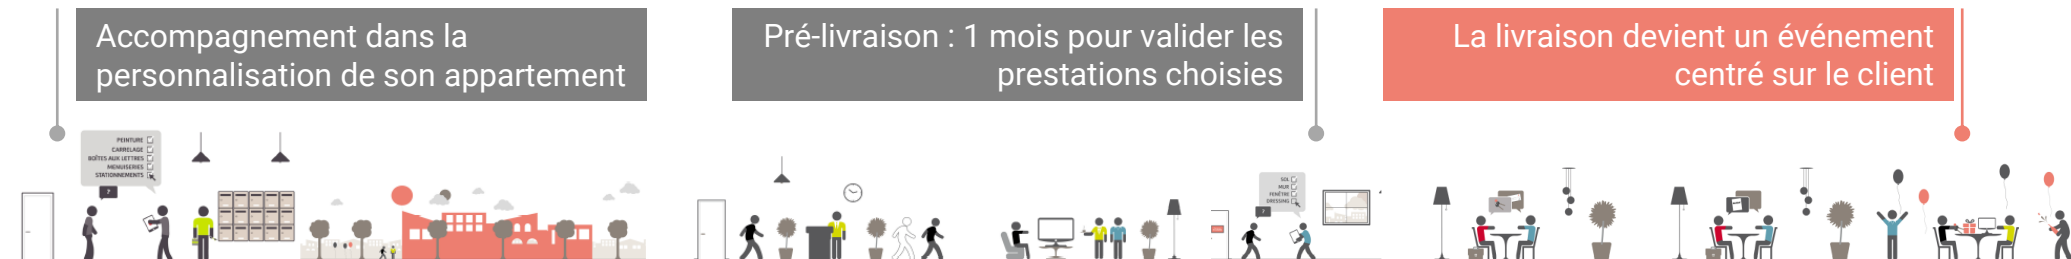 Accompagnement dans la
personnalisation de son appartement
Pré-livraison : 1 mois pour valider les
prestations choisies
La livraison devient un événement
centré sur le client
PEINTURE
CARRELAGE
BOÎTES AUX LETTRES
MENUISERIES
STATIONNEMENTS
?
SOL
MUR
FENÊTRE
DRESSING
?